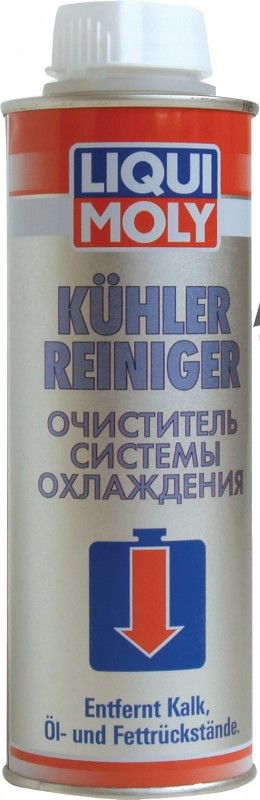 LIQUI
MOLY
KÜHLER
REINIGER
ОЧИСТИТЕЛЬ
СИСТЕМЫ
ОХЛАЖДЕНИЯ
Entfernt Kalk,
Öl- und Fettrückstände.